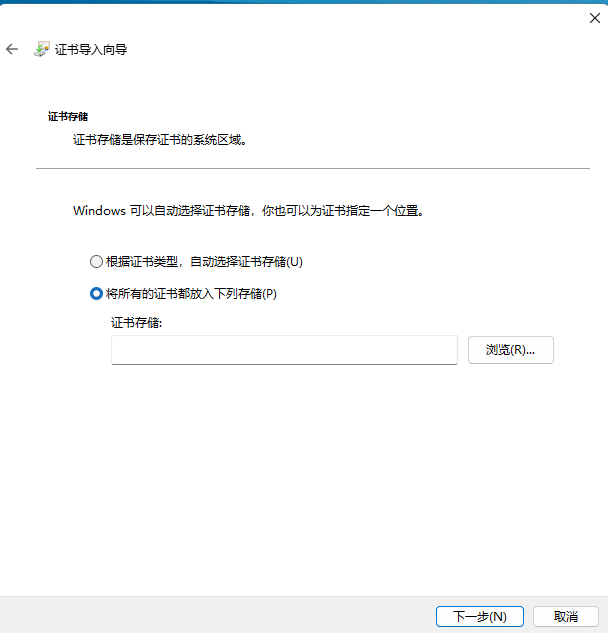 证书导入向导
证书存储
证书存储是保存证书的系统区域。
Windows 可以自动选择证书存储，你也可以为证书指定一个位置。
根据证书类型，自动选择证书存储(U)
将所有的证书都放入下列存储(P)
证书存储:
浏览(R)...
下一步(N)
取消